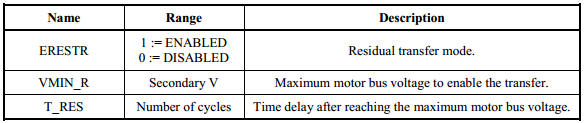 Name Range Description
ERESTR 1 := ENABLED
0 := DISABLED Residual transfer mode.
VMIN_R Secondary V Maximum motor bus voltage to enable the transfer.
T_RES Number of cycles Time delay after reaching the maximum motor bus voltage.